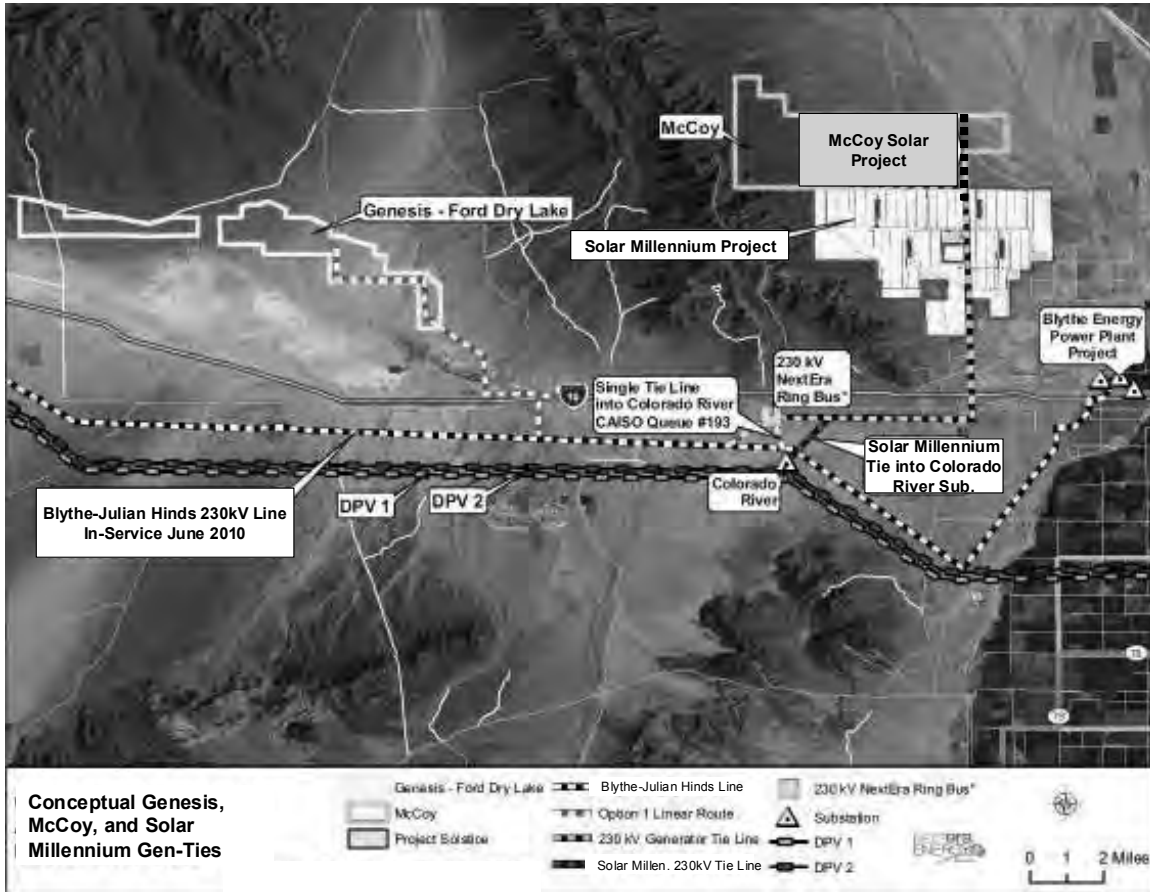 McCoy
McCoy Solar
Project
Genesis - Ford Dry Lake
Solar Millennium Project
Blythe Energy
Power Plant
Project
230 kV
NextEra
Ring Bus*
Single Tie Line
into Colorado River
CAISO Queue #193
10
Solar Millennium
Tie into Colorado
River Sub.
Colorado
River
DPV 1
DPV 2
Blythe-Julian Hinds 230kV Line
In-Service June 2010
78
78
Conceptual Genesis,
McCoy, and Solar
Millennium Gen-Ties
Genesis - Ford Dry Lake
McCoy
Project Solstice
Blythe-Julian Hinds Line
Option 1 Linear Route
230 kV Generator Tie Line
Solar Millen. 230kV Tie Line
230 kV NextEra Ring Bus*
Substation
DPV 1
DPV 2
0 1 2 Miles